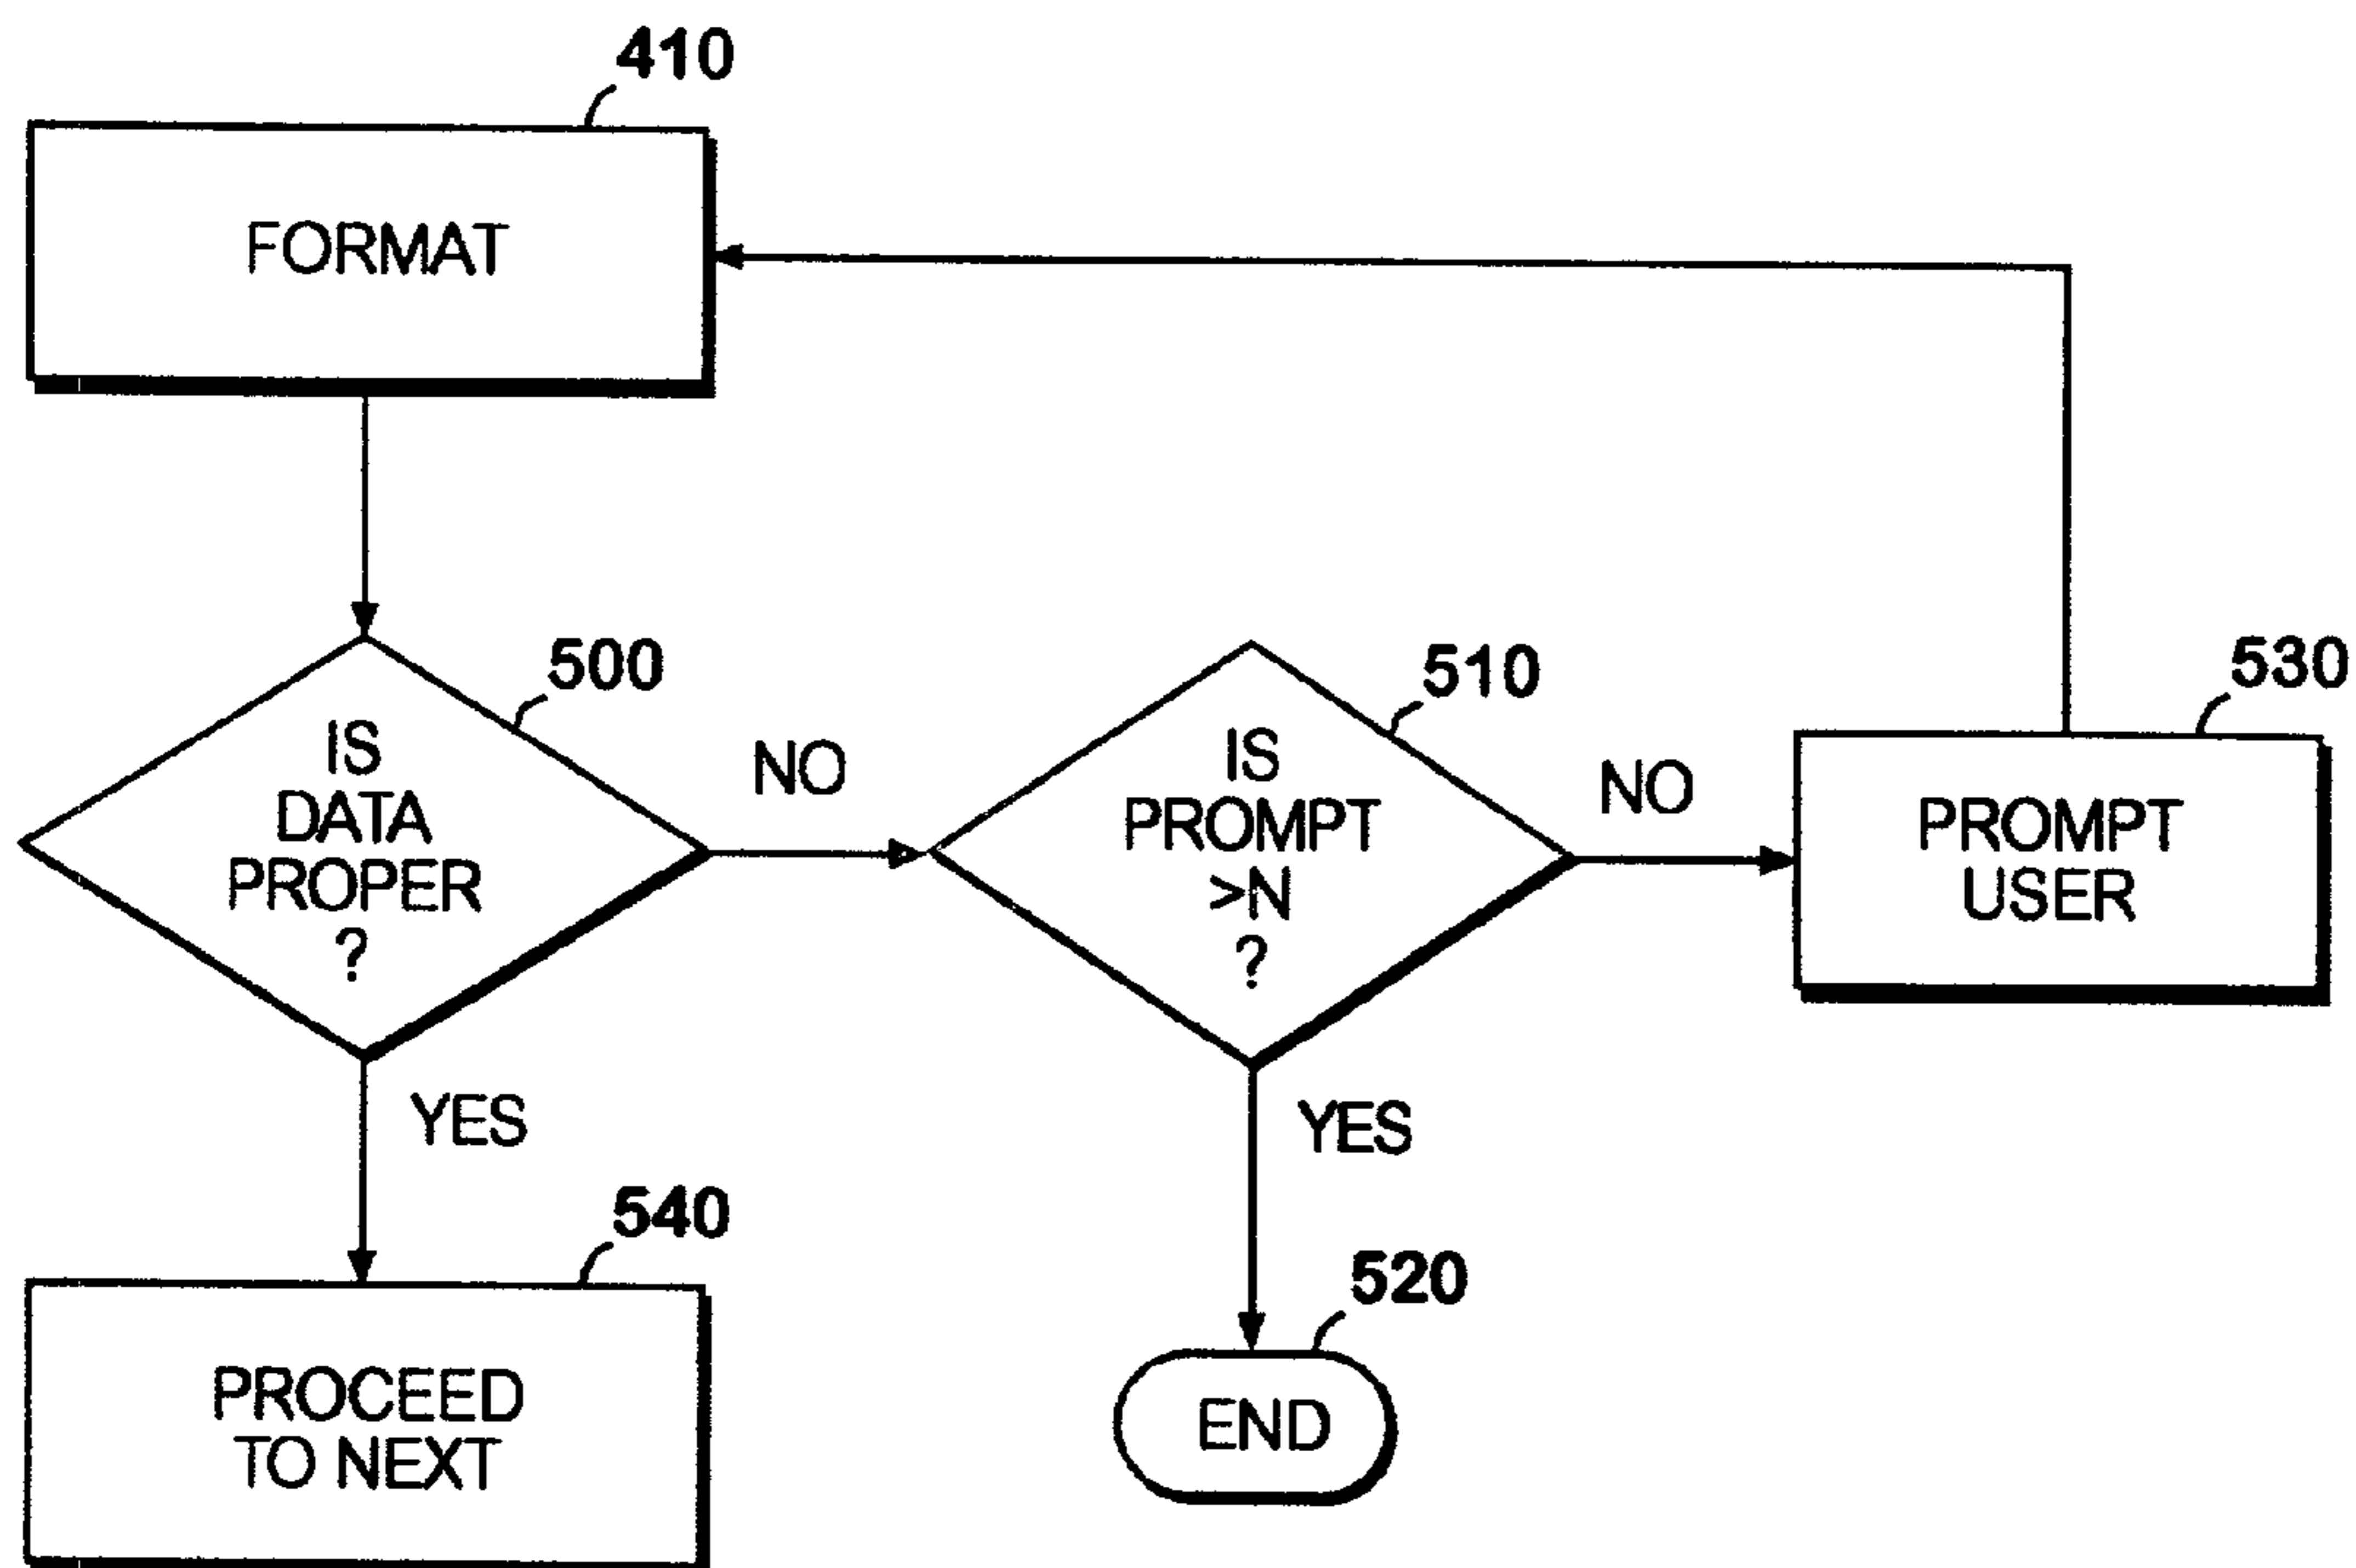 410
FORMAT
500
IS
DATA
PROPER
?
NO
510
IS
PROMPT
>N
?
NO
530
PROMPT
USER
YES
YES
540
PROCEED
TO NEXT
520
END